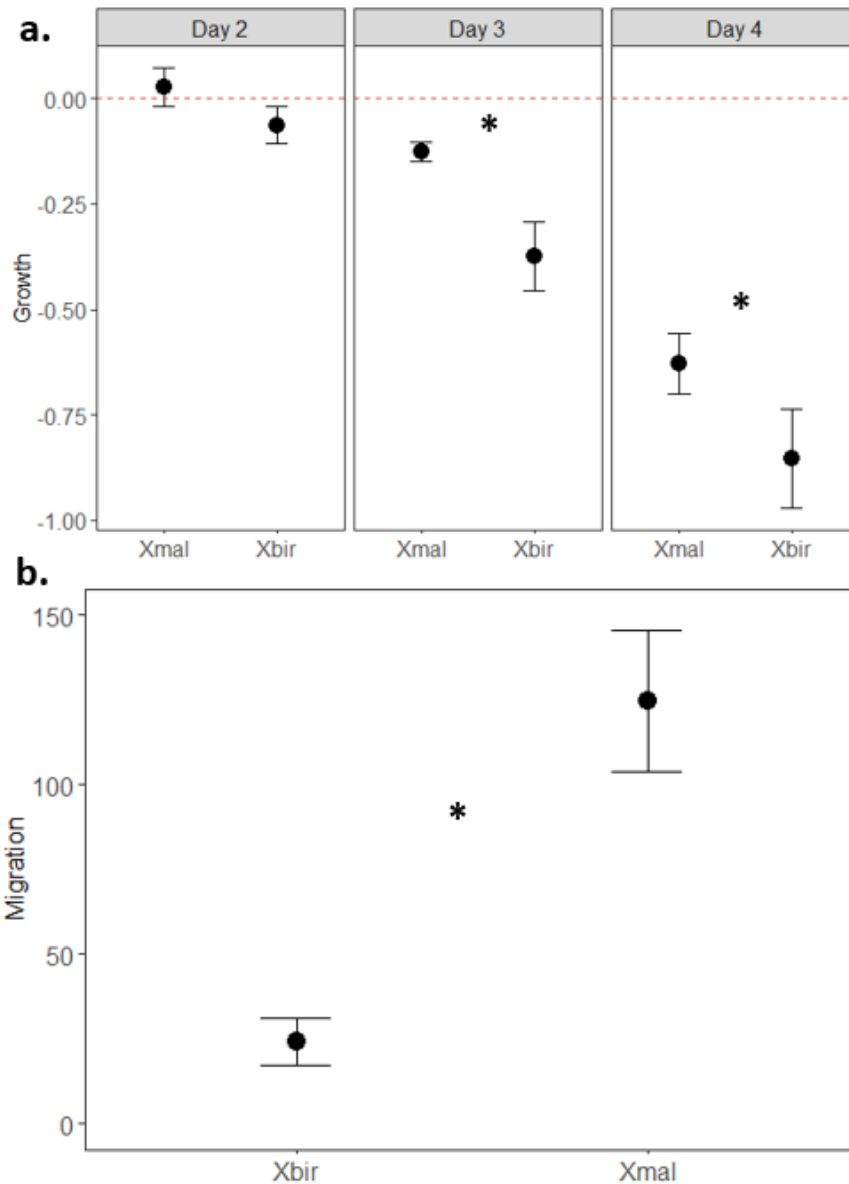 a.
Day 2 Day 3 Day 4
0.00
*
-0.25
Growth
-0.50
*
-0.75
-1.00
Xmal Xbir Xmal Xbir Xmal Xbir
b.
150
100
*
Migration
50
0
Xbir Xmal